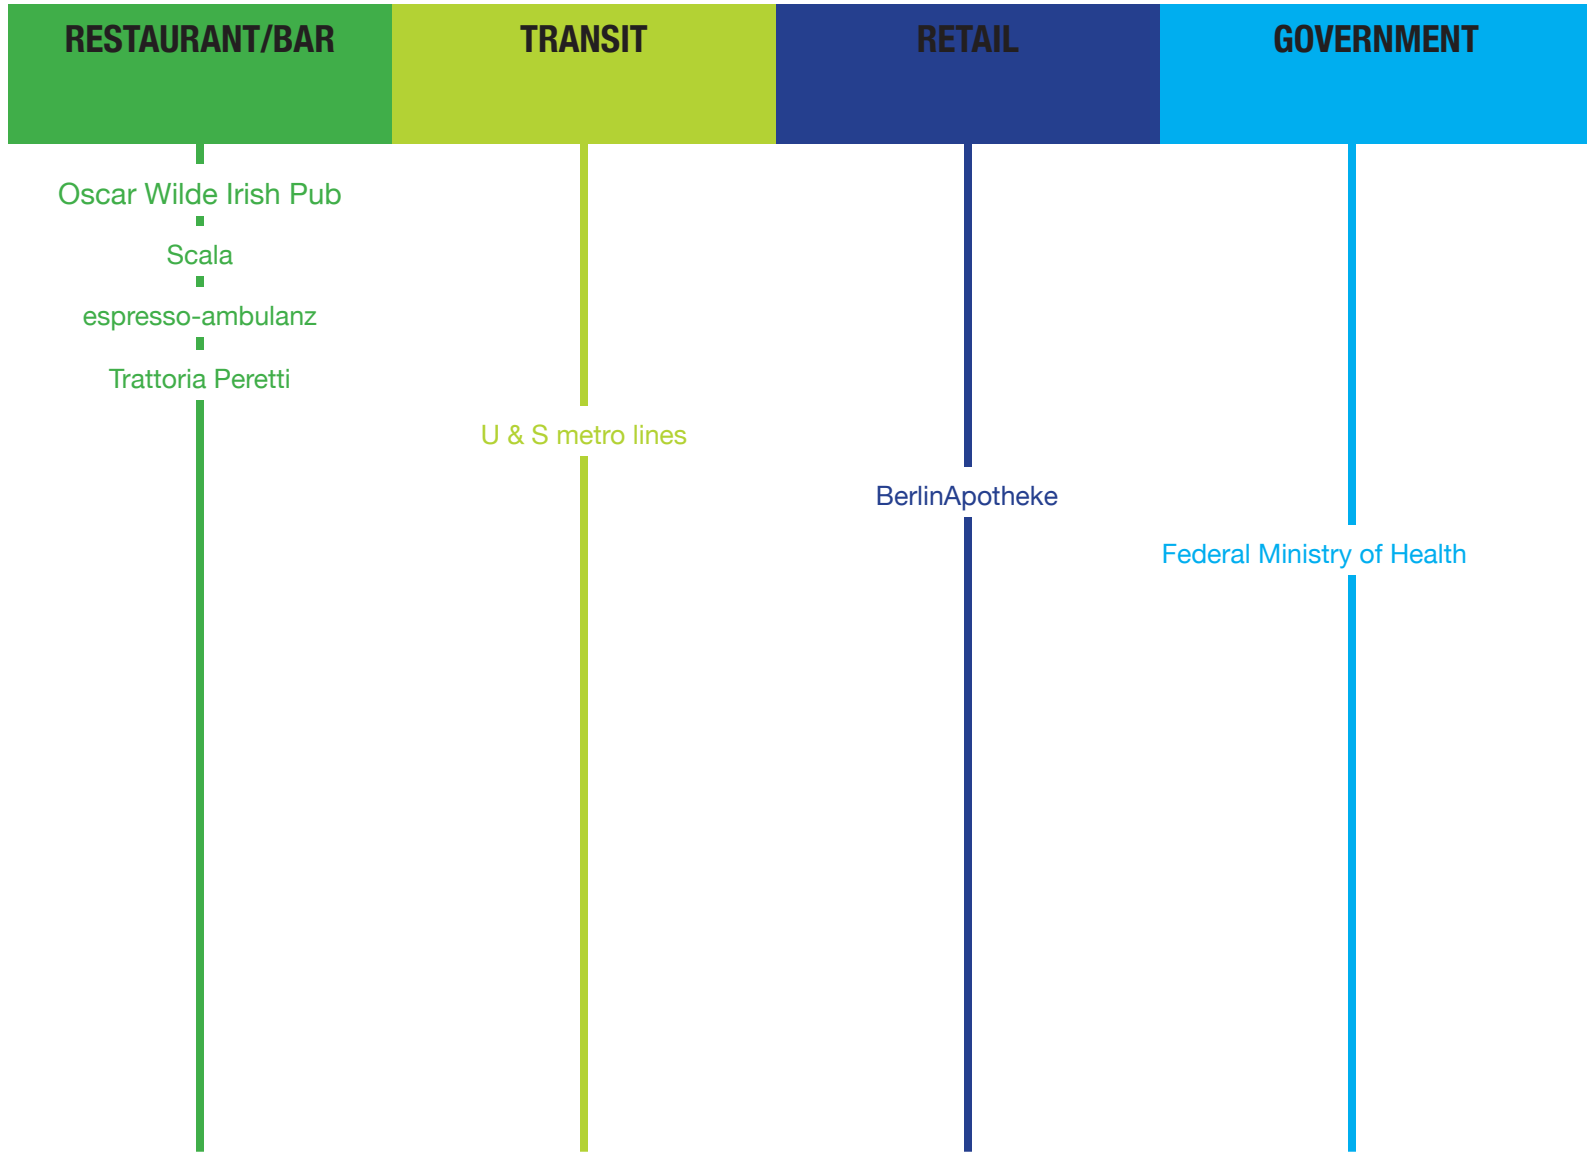 RESTAURANT/BAR
TRANSIT
RETAIL
GOVERNMENT
Oscar Wilde Irish Pub
Scala
espresso-ambulanz
Trattoria Peretti
U & S metro lines
BerlinApotheke
Federal Ministry of Health